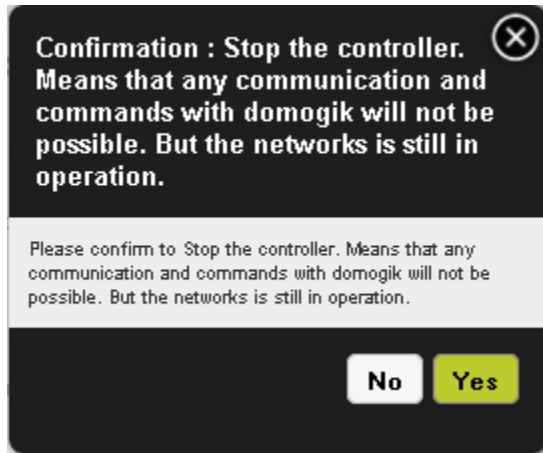 Confirmation : Stop the controller.
Means that any communication and
commands with domogik will not be
possible. But the networks is still in
operation.
Please confirm to Stop the controller. Means that any
communication and commands with domogik will not be
possible. But the networks is still in operation.
No Yes